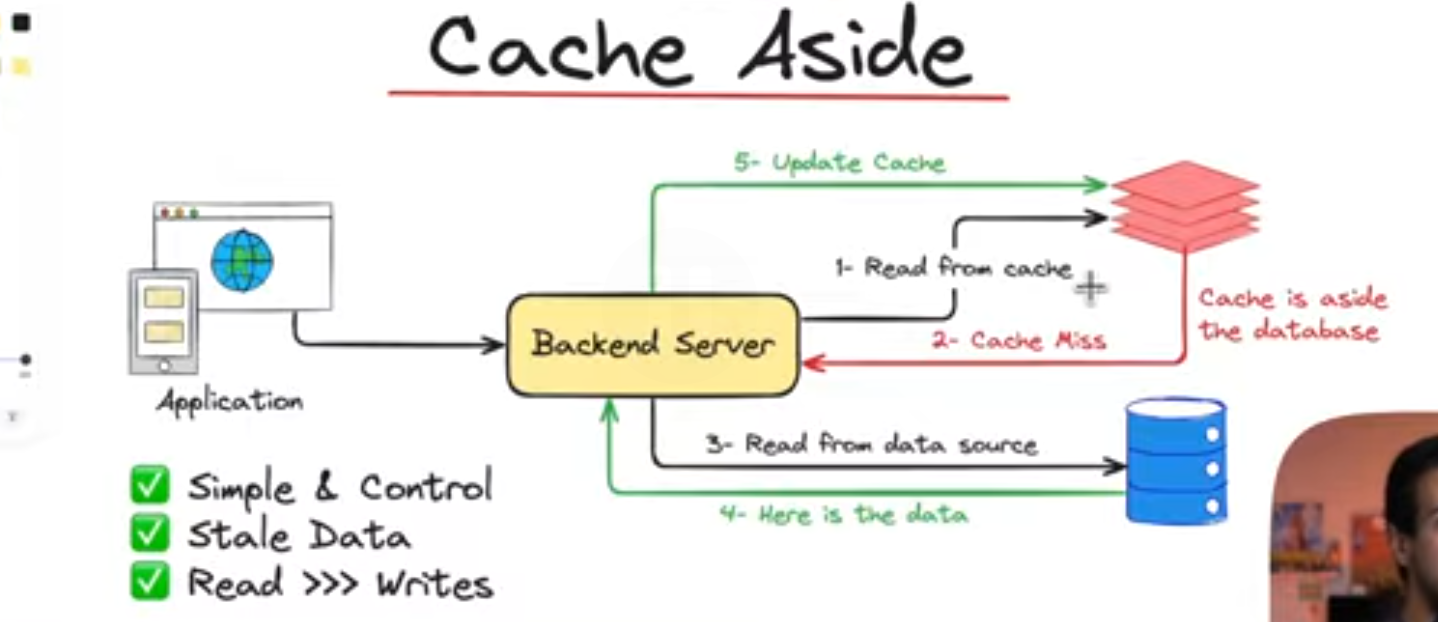 Cache Aside
5- Update Cache
1- Read from cache
Cache is aside
the database
2- Cache Miss
Backend Server
Application
3- Read from data source
4- Here is the data
✅ Simple & Control
✅ Stale Data
✅ Read >>> Writes